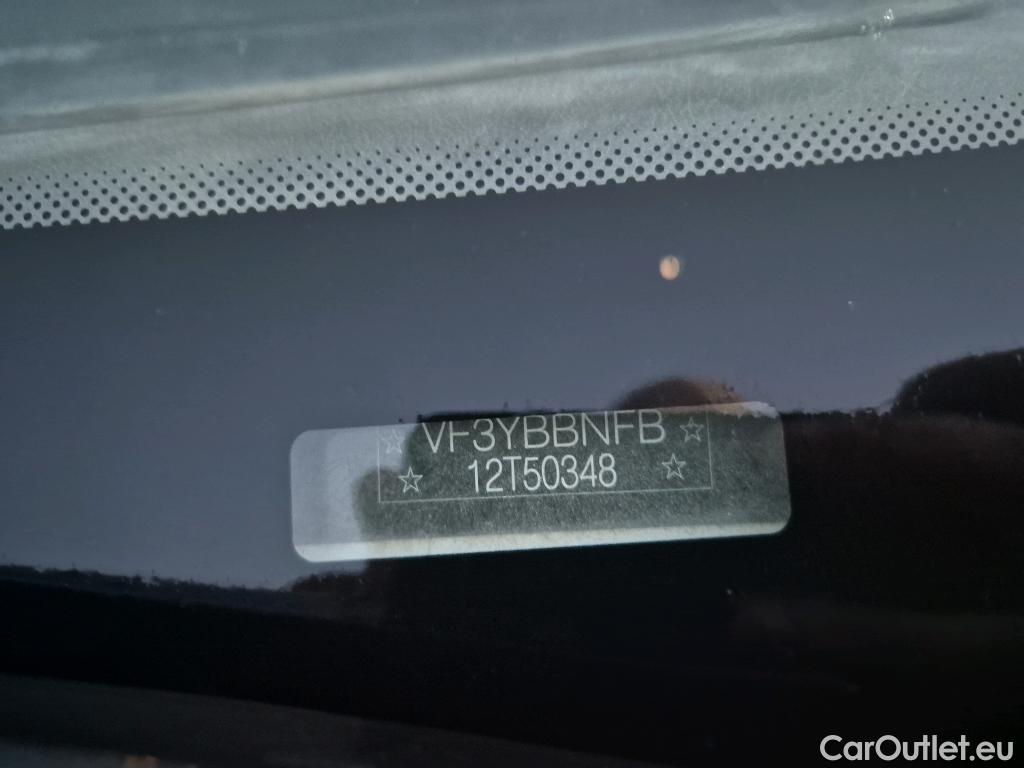 ☆ VF3YBBNFB ☆
☆ 12T50348 ☆
CarOutlet.eu